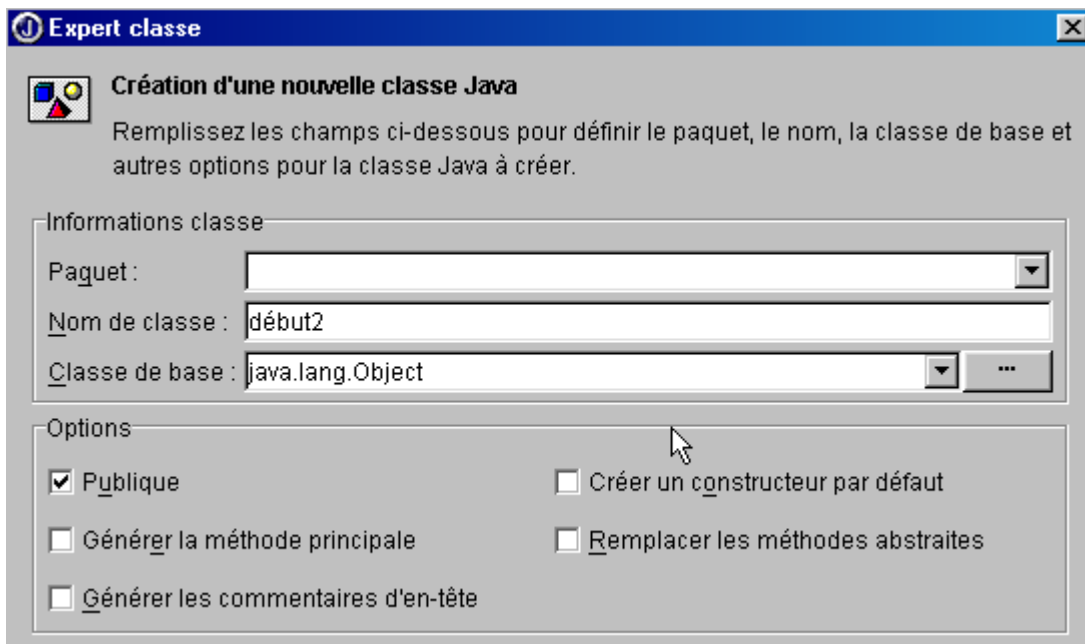 Expert classe
Création d'une nouvelle classe Java
Remplissez les champs ci-dessous pour définir le paquet, le nom, la classe de base et
autres options pour la classe Java à créer.
Informations classe
Paquet :
Nom de classe : début2
Classe de base : java.lang.Object ...
Options
Publique Créer un constructeur par défaut
Générer la méthode principale Remplacer les méthodes abstraites
Générer les commentaires d'en-tête